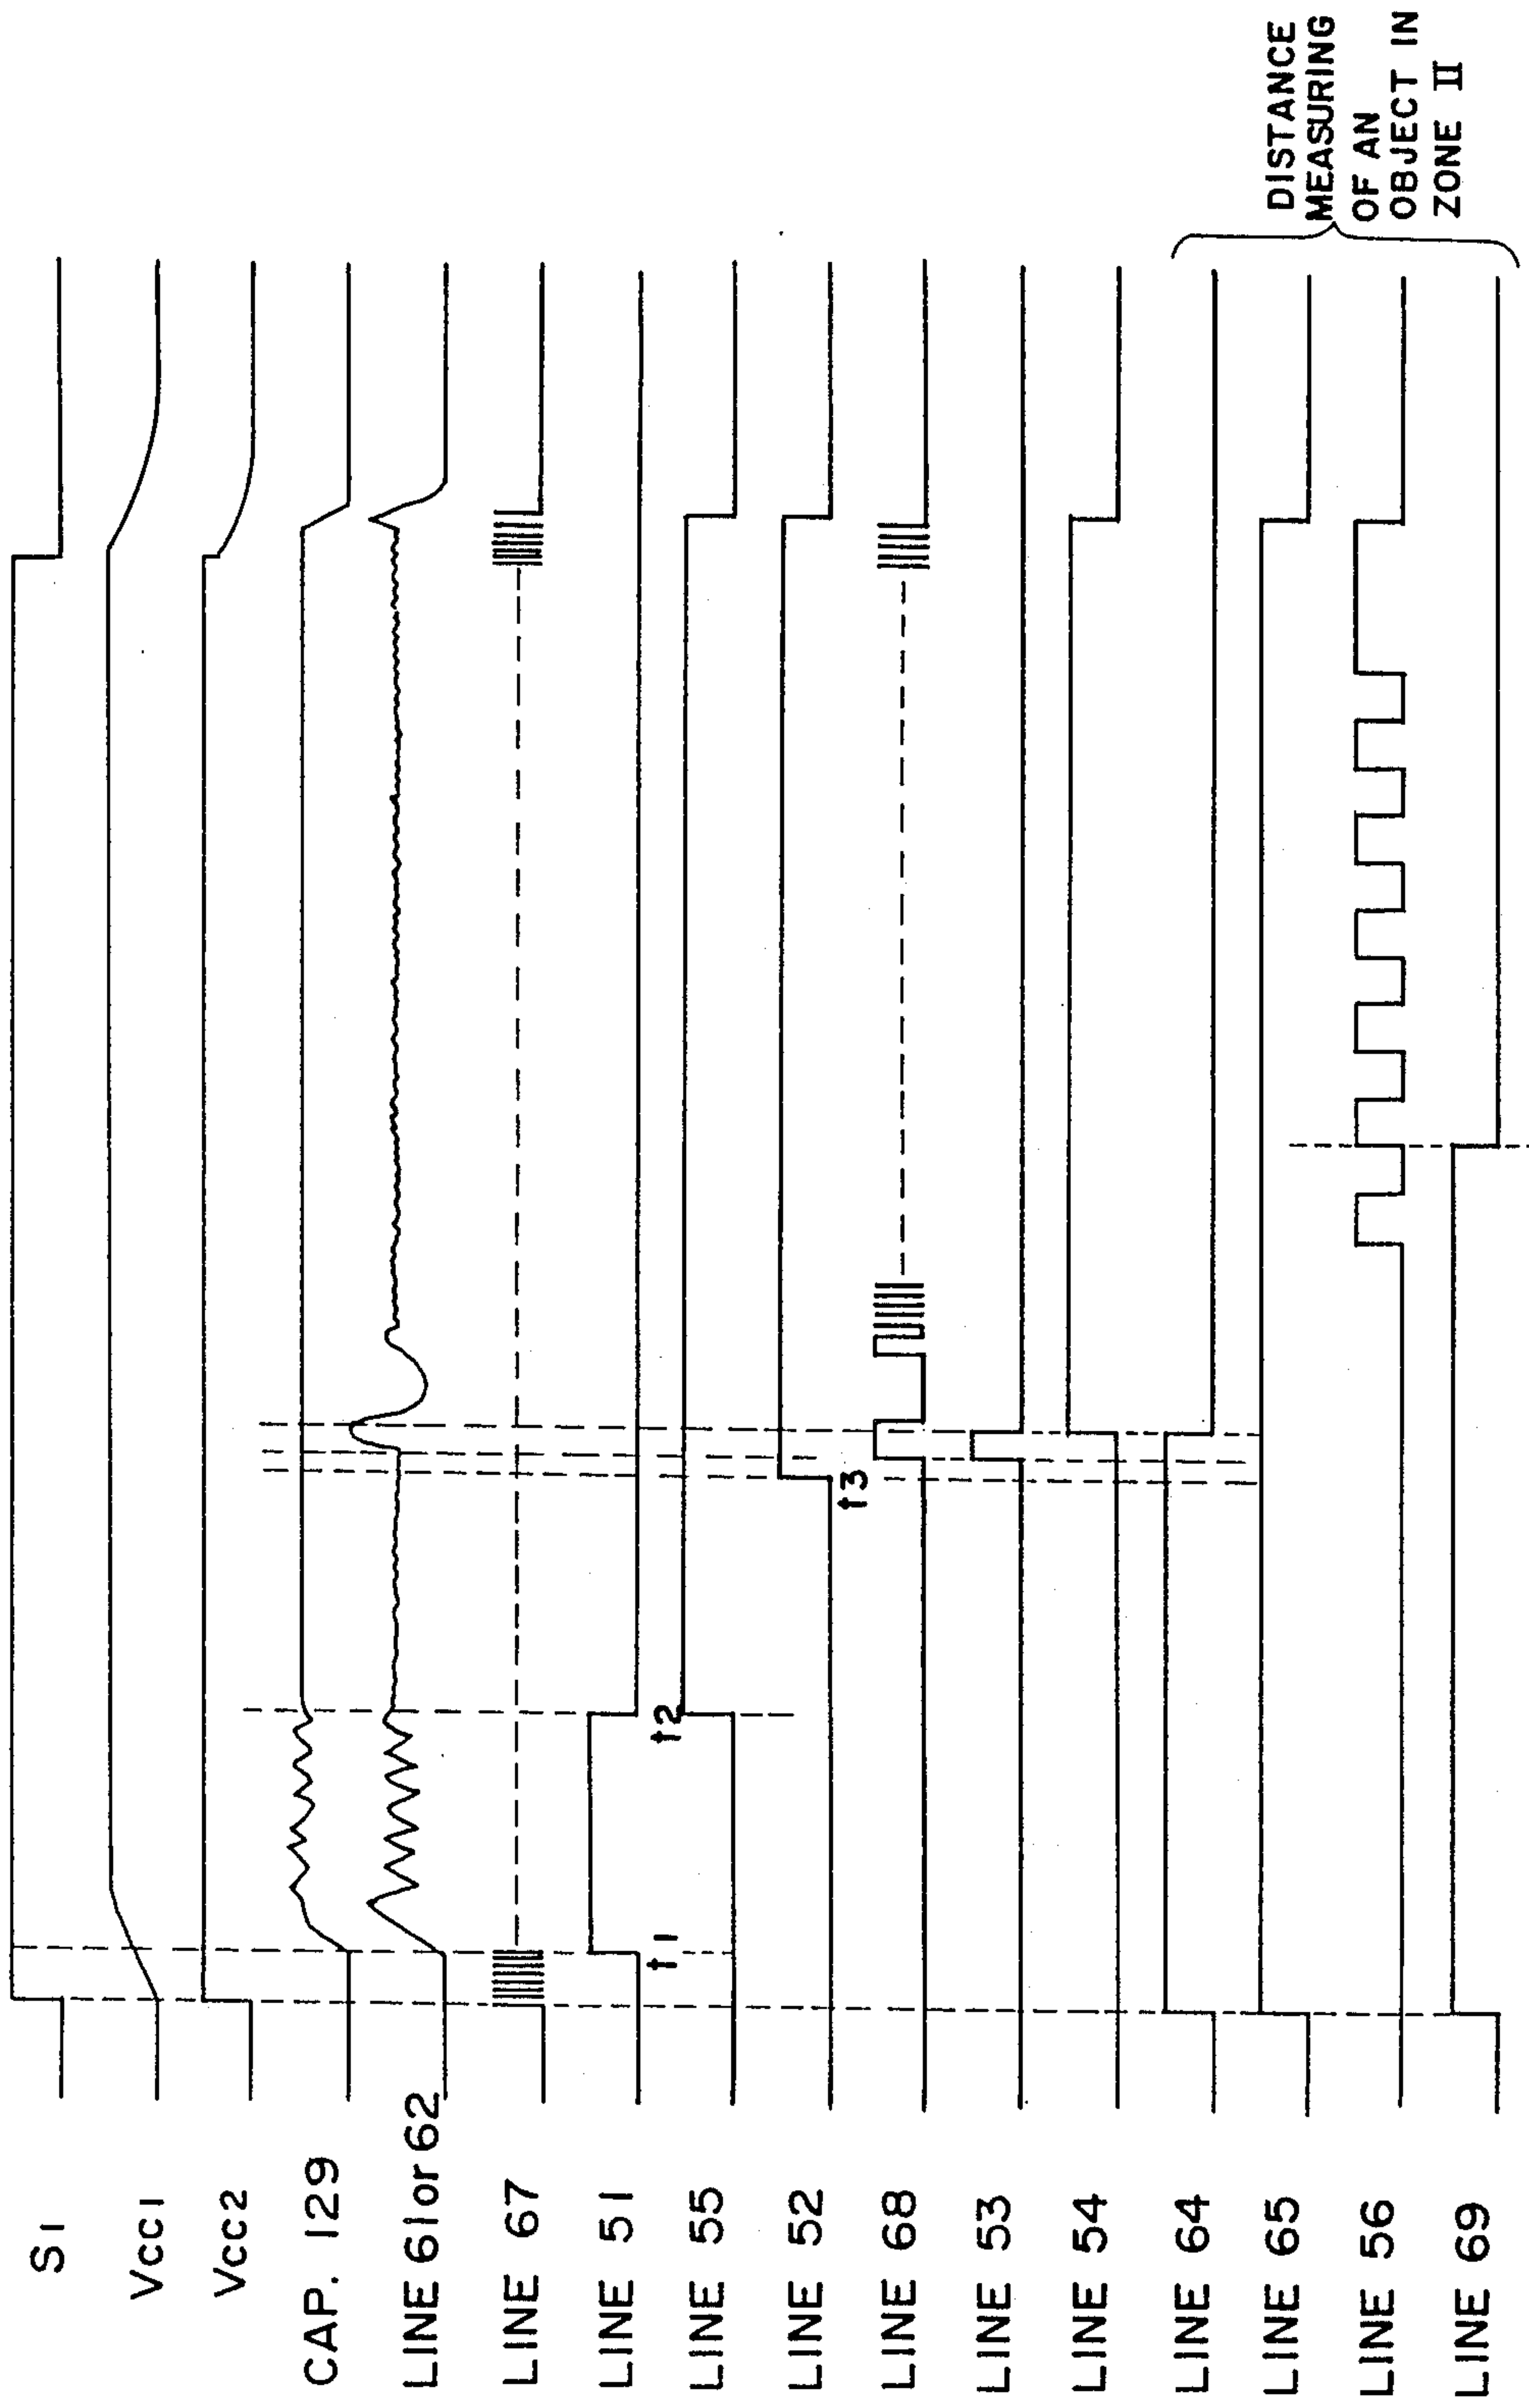 S1
Vcc1
Vcc2
CAP. 129
LINE 61 or 62
LINE 67
LINE 51
LINE 55
LINE 52
LINE 68
LINE 53
LINE 54
LINE 64
LINE 65
LINE 56
LINE 69
t1
t2
t3
DISTANCE
MEASURING
OF AN
OBJECT IN
ZONE II